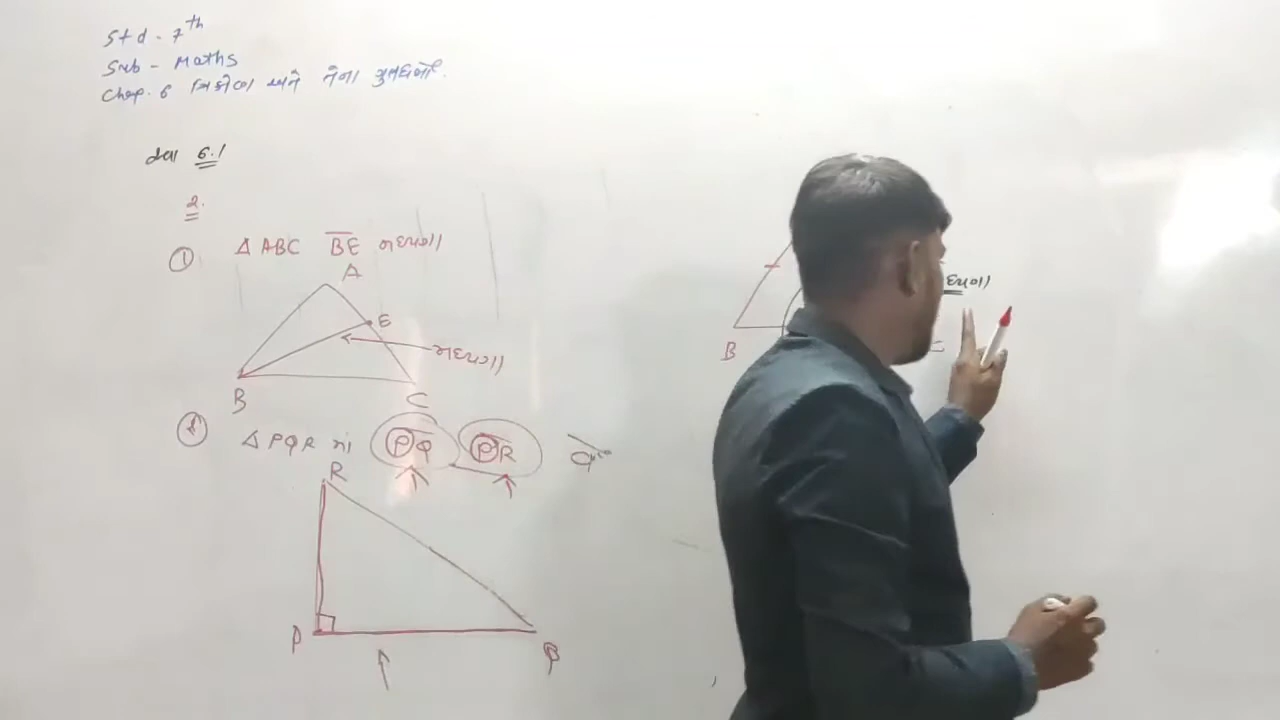 Std - 7th
Sub - Maths
Chap. 6 ત્રિકોણ અને તેના ગુણધર્મો.
સ્વા 6.1
2.
① △ ABC BE મધ્યગા
A
E
મધ્યગા
B
C
△ PQR ના PQ PR
R
P
Q
B
ધ્યગા
C